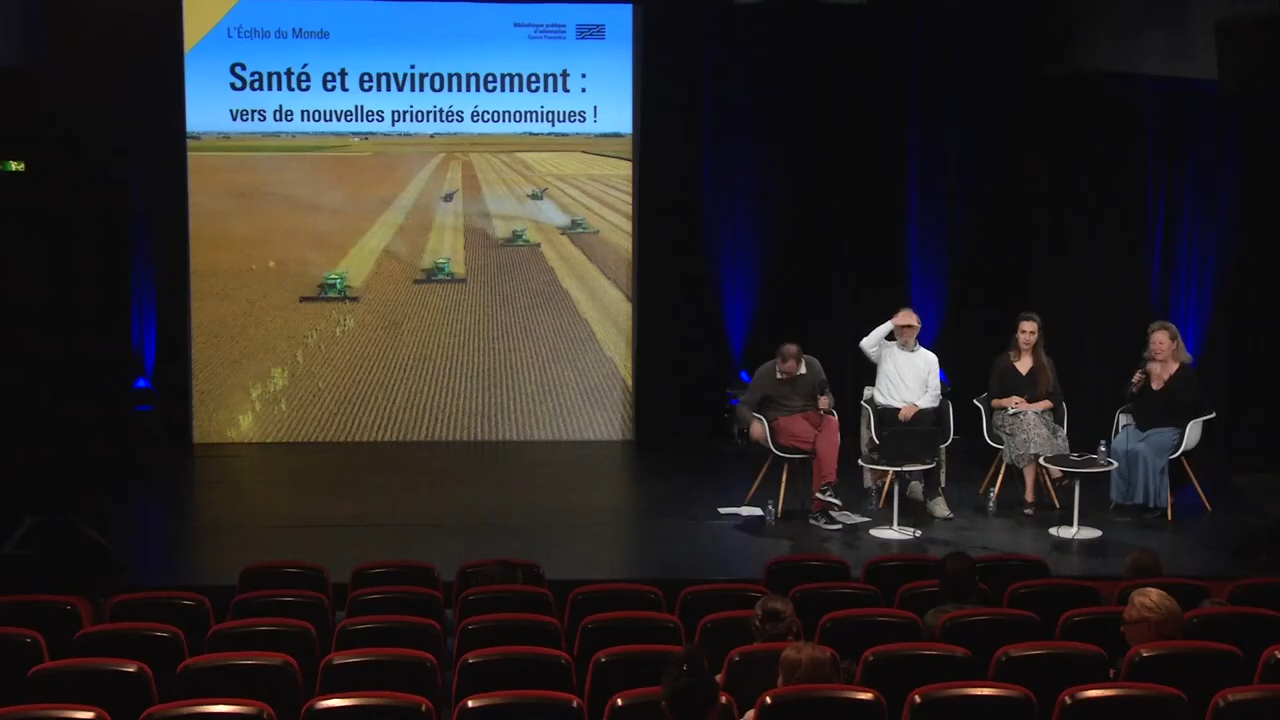 L'Éc(h)o du Monde
Bibliothèque publique
d'information
Centre Pompidou
Santé et environnement :
vers de nouvelles priorités économiques !